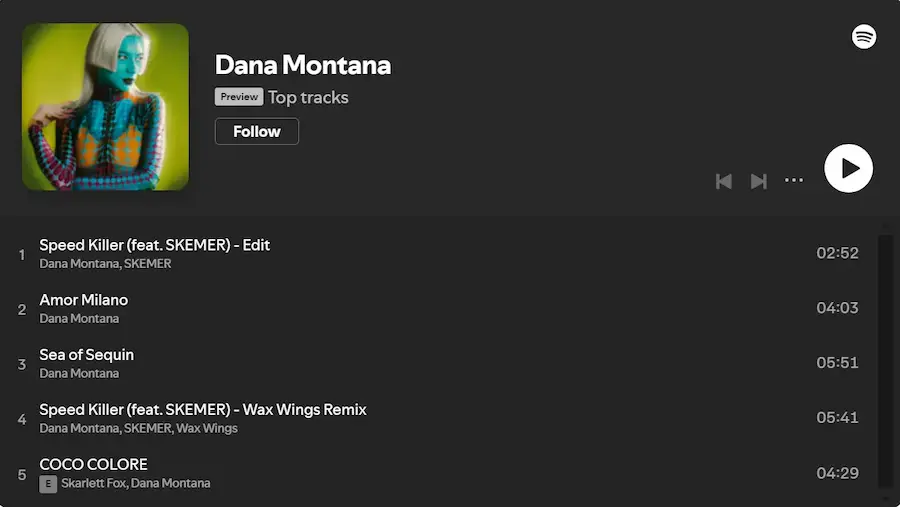 Dana Montana
Preview Top tracks
Follow
1 Speed Killer (feat. SKEMER) - Edit 02:52
Dana Montana, SKEMER
2 Amor Milano 04:03
Dana Montana
3 Sea of Sequin 05:51
Dana Montana
4 Speed Killer (feat. SKEMER) - Wax Wings Remix 05:41
Dana Montana, SKEMER, Wax Wings
5 COCO COLORE 04:29
E Skarlett Fox, Dana Montana